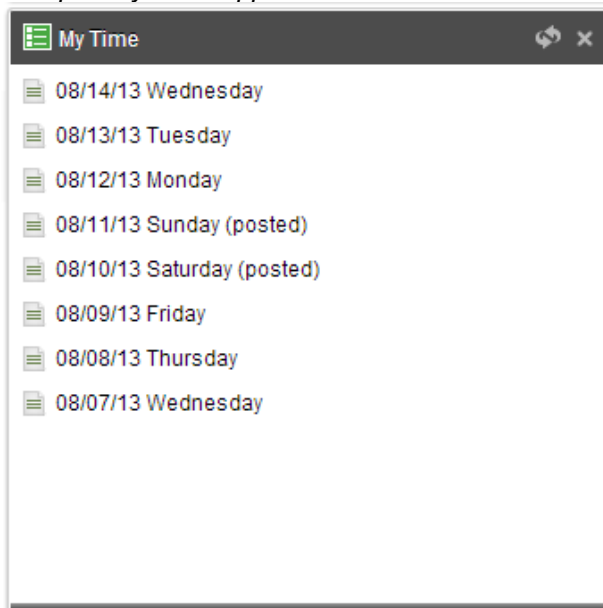 My Time
08/14/13 Wednesday
08/13/13 Tuesday
08/12/13 Monday
08/11/13 Sunday (posted)
08/10/13 Saturday (posted)
08/09/13 Friday
08/08/13 Thursday
08/07/13 Wednesday